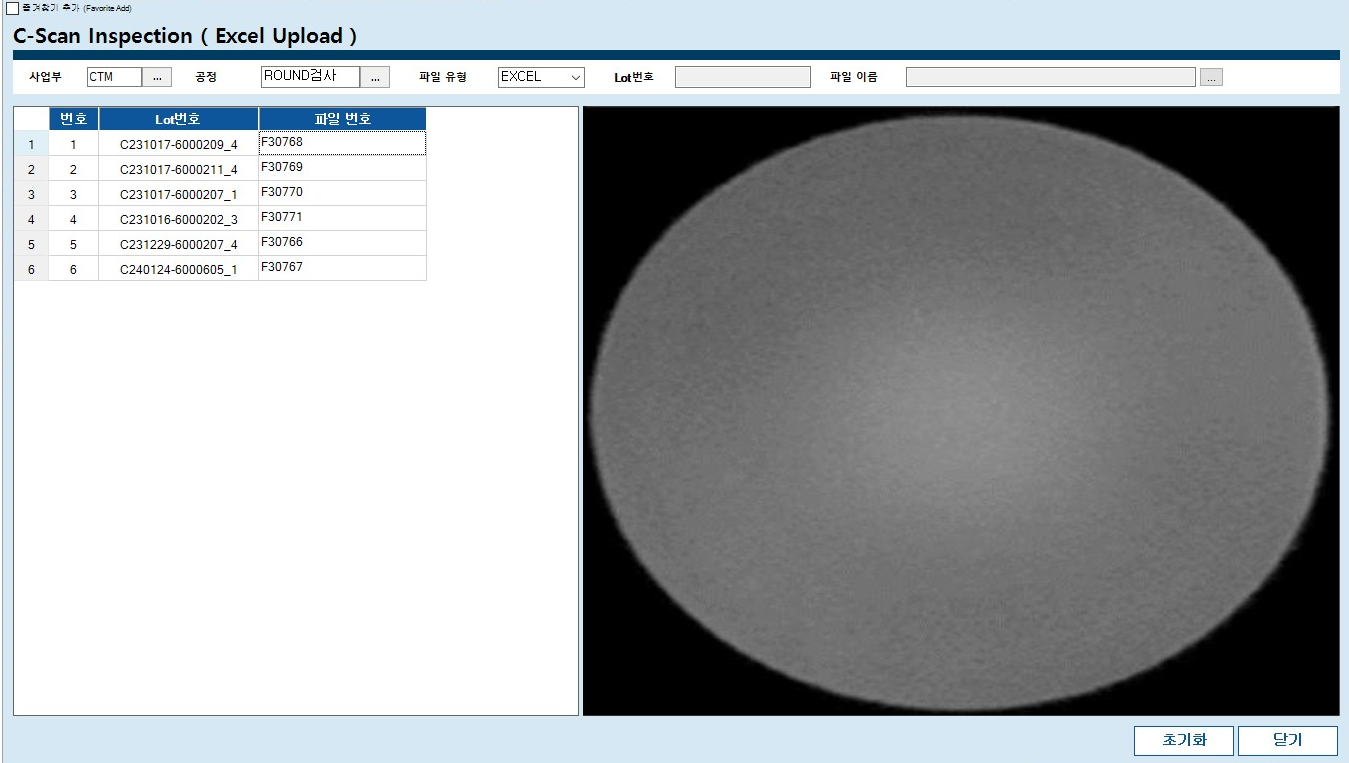 즐겨찾기 추가 (Favorite Add)
C-Scan Inspection ( Excel Upload )
사업부 CTM ... 공정 ROUND검사 ... 파일 유형 EXCEL Lot번호 파일 이름 ...
번호 Lot번호 파일 번호
1 1 C231017-6000209_4 F30768
2 2 C231017-6000211_4 F30769
3 3 C231017-6000207_1 F30770
4 4 C231016-6000202_3 F30771
5 5 C231229-6000207_4 F30766
6 6 C240124-6000605_1 F30767
초기화 닫기